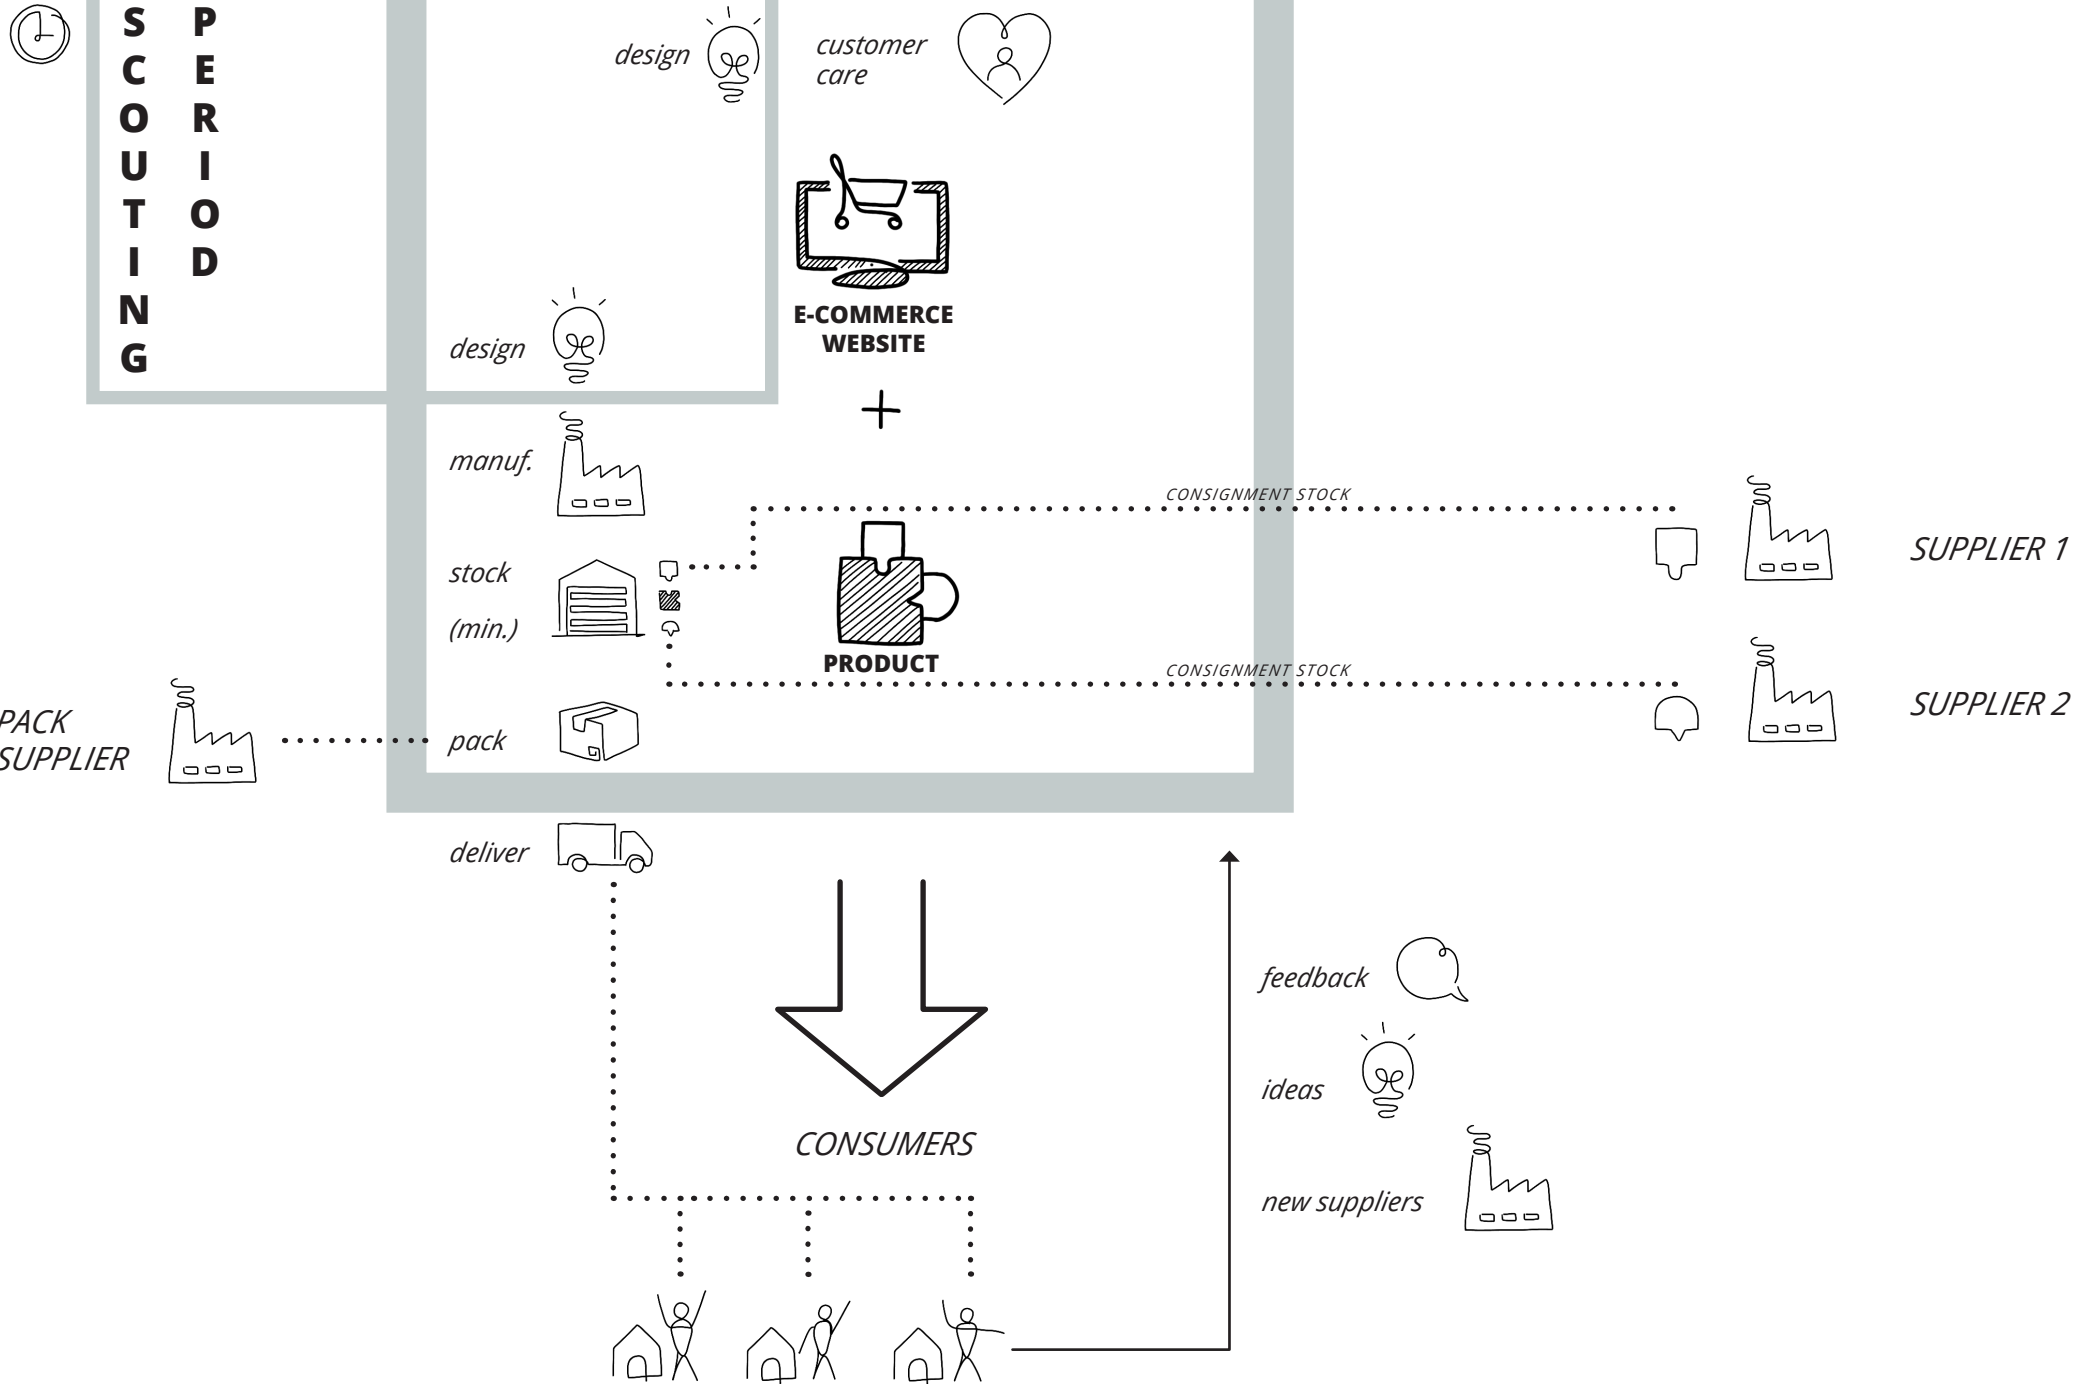 SCOUTING
PERIOD
design
customer
care
E-COMMERCE
WEBSITE
design
manuf.
CONSIGNMENT STOCK
SUPPLIER 1
stock
(min.)
PRODUCT
CONSIGNMENT STOCK
SUPPLIER 2
PACK
SUPPLIER
pack
deliver
feedback
ideas
CONSUMERS
new suppliers